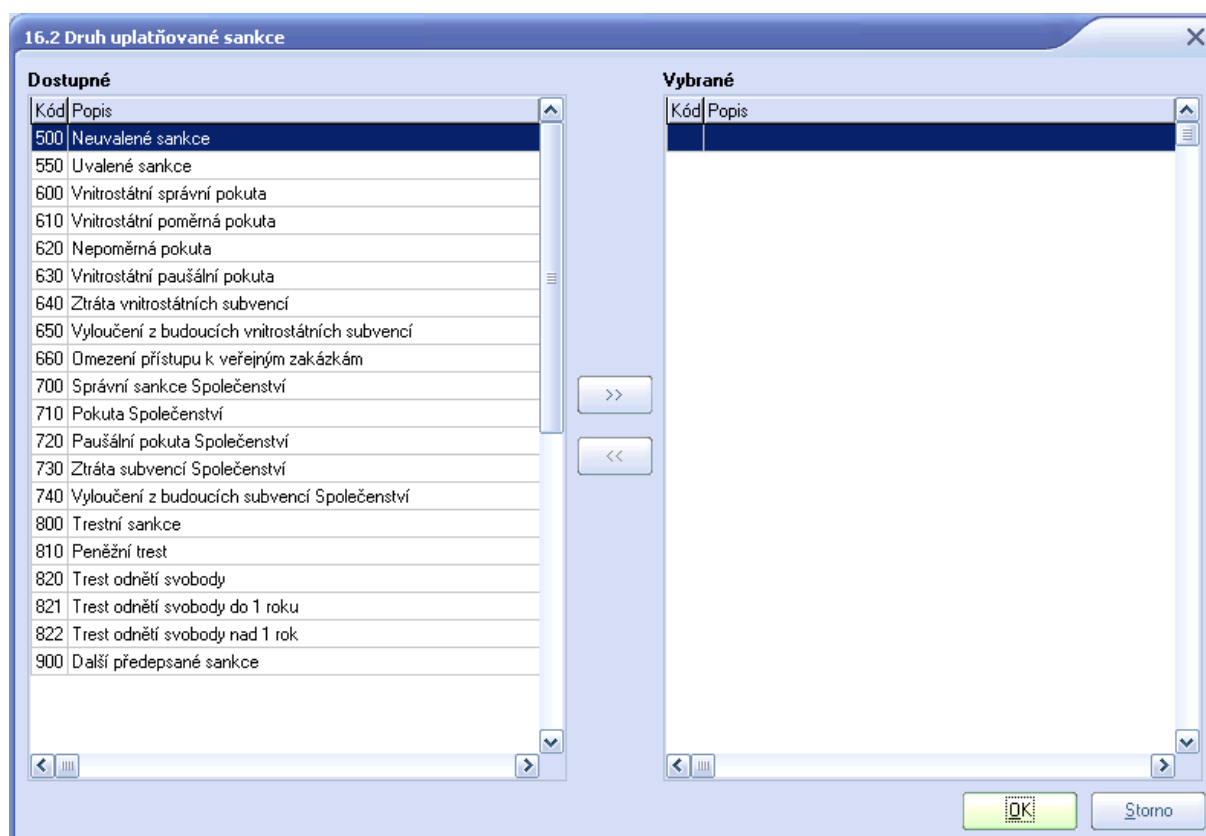 16.2 Druh uplatňované sankce
Dostupné
Kód Popis
500 Neuvalené sankce
550 Uvalené sankce
600 Vnitrostátní správní pokuta
610 Vnitrostátní poměrná pokuta
620 Nepoměrná pokuta
630 Vnitrostátní paušální pokuta
640 Ztráta vnitrostátních subvencí
650 Vyloučení z budoucích vnitrostátních subvencí
660 Omezení přístupu k veřejným zakázkám
700 Správní sankce Společenství
710 Pokuta Společenství
720 Paušální pokuta Společenství
730 Ztráta subvencí Společenství
740 Vyloučení z budoucích subvencí Společenství
800 Trestní sankce
810 Peněžní trest
820 Trest odnětí svobody
821 Trest odnětí svobody do 1 roku
822 Trest odnětí svobody nad 1 rok
900 Další předepsané sankce
>>
<<
Vybrané
Kód Popis
OK Storno